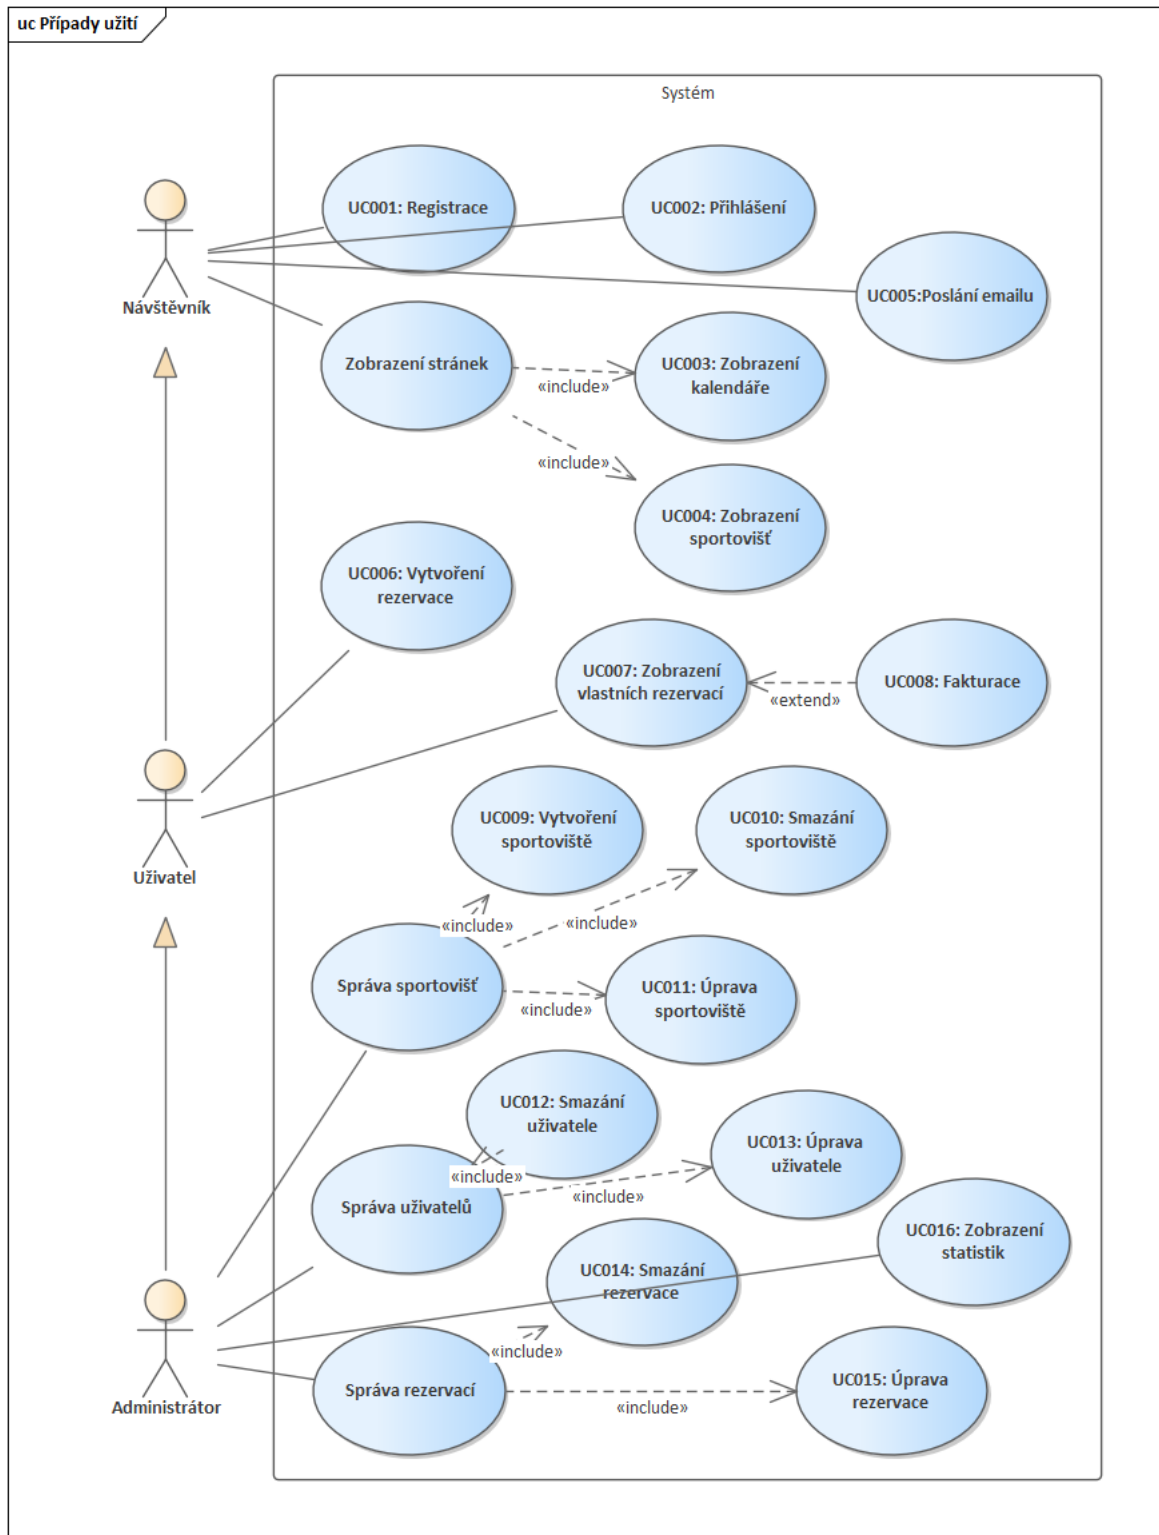 uc Případy užití
Systém
UC001: Registrace
UC002: Přihlášení
UC005:Poslání emailu
Návštěvník
Zobrazení stránek
UC003: Zobrazení
kalendáře
«include»
«include»
UC004: Zobrazení
sportovišť
UC006: Vytvoření
rezervace
UC007: Zobrazení
vlastních rezervací
UC008: Fakturace
«extend»
UC009: Vytvoření
sportoviště
UC010: Smazání
sportoviště
Uživatel
«include»
«include»
Správa sportovišť
UC011: Úprava
sportoviště
«include»
UC012: Smazání
uživatele
UC013: Úprava
uživatele
«include»
«include»
Správa uživatelů
UC016: Zobrazení
statistik
UC014: Smazání
rezervace
«include»
Správa rezervací
UC015: Úprava
rezervace
«include»
Administrátor